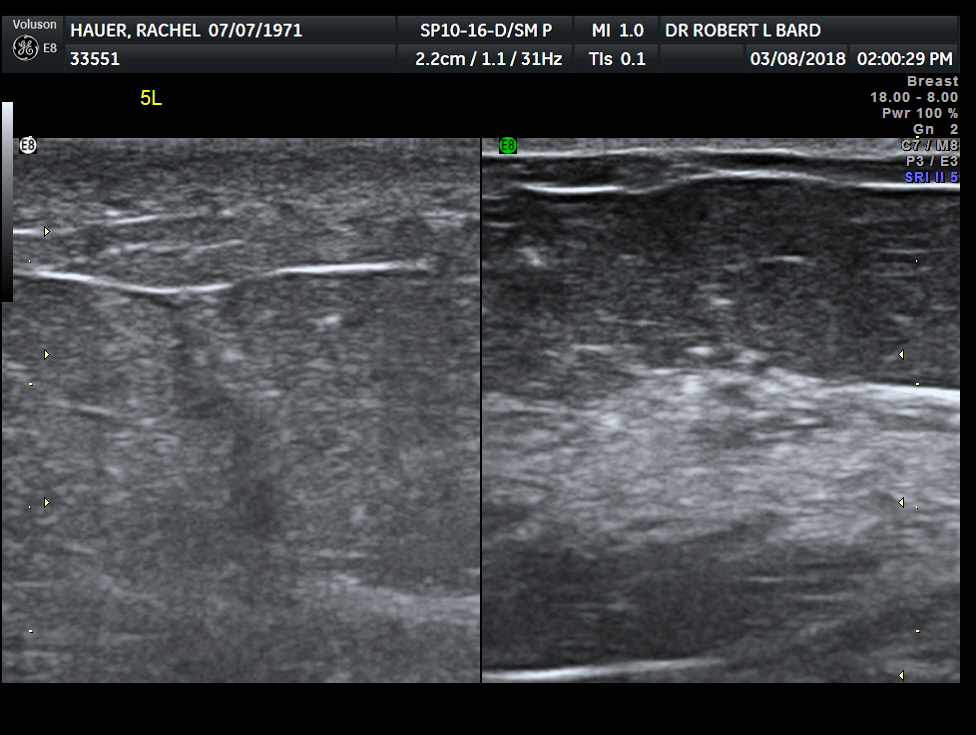 Voluson
E8
HAUER, RACHEL 07/07/1971
SP10-16-D/SM P
MI 1.0
DR ROBERT L BARD
33551
2.2cm / 1.1 / 31Hz
TIs 0.1
03/08/2018 02:00:29 PM
5L
Breast
18.00 - 8.00
Pwr 100 %
Gn 2
C7 / M8
P3 / E3
SRI II 5
E8
E8